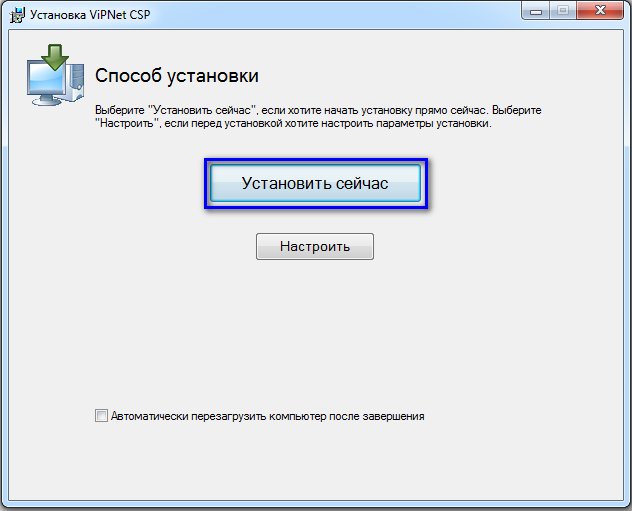 Установка ViPNet CSP
Способ установки
Выберите "Установить сейчас", если хотите начать установку прямо сейчас. Выберите
"Настроить", если перед установкой хотите настроить параметры установки.
Установить сейчас
Настроить
Автоматически перезагрузить компьютер после завершения